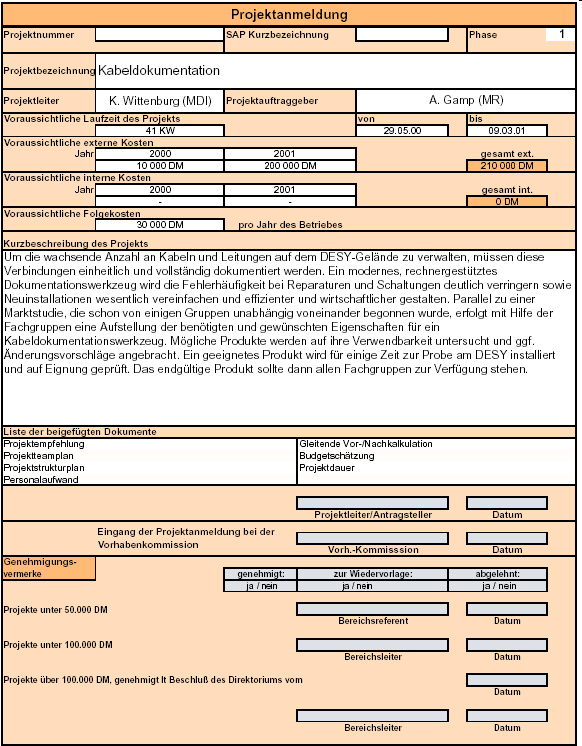 Projektanmeldung
Projektnummer SAP Kurzbezeichnung Phase 1
Projektbezeichnung Kabeldokumentation
Projektleiter K. Wittenburg (MDI) Projektauftraggeber A. Gamp (MR)
Voraussichtliche Laufzeit des Projekts von bis
41 KW 29.05.00 09.03.01
Voraussichtliche externe Kosten
Jahr 2000 2001 gesamt ext.
10 000 DM 200 000 DM 210 000 DM
Voraussichtliche interne Kosten
Jahr 2000 2001 gesamt int.
- - 0 DM
Voraussichtliche Folgekosten
30 000 DM pro Jahr des Betriebes
Kurzbeschreibung des Projekts
Um die wachsende Anzahl an Kabeln und Leitungen auf dem DESY-Gelände zu verwalten, müssen diese
Verbindungen einheitlich und vollständig dokumentiert werden. Ein modernes, rechnergestütztes
Dokumentationswerkzeug wird die Fehlerhäufigkeit bei Reparaturen und Schaltungen deutlich verringern sowie
Neuinstallationen wesentlich vereinfachen und effizienter und wirtschaftlicher gestalten. Parallel zu einer
Marktstudie, die schon von einigen Gruppen unabhängig voneinander begonnen wurde, erfolgt mit Hilfe der
Fachgruppen eine Aufstellung der benötigten und gewünschten Eigenschaften für ein
Kabeldokumentationswerkzeug. Mögliche Produkte werden auf ihre Verwendbarkeit untersucht und ggf.
Änderungsvorschläge angebracht. Ein geeignetes Produkt wird für einige Zeit zur Probe am DESY installiert
und auf Eignung geprüft. Das endgültige Produkt sollte dann allen Fachgruppen zur Verfügung stehen.
Liste der beigefügten Dokumente
Projektempfehlung Gleitende Vor-/Nachkalkulation
Projektteamplan Budgetschätzung
Projektstrukturplan Projektdauer
Personalaufwand
Projektleiter/Antragsteller Datum
Eingang der Projektanmeldung bei der
Vorhabenkommission
Vorh.-Kommisssion Datum
Genehmigungs-
vermerke
genehmigt: zur Wiedervorlage: abgelehnt:
ja / nein ja / nein ja / nein
Projekte unter 50.000 DM
Bereichsreferent Datum
Projekte unter 100.000 DM
Bereichsleiter Datum
Projekte über 100.000 DM, genehmigt lt Beschluß des Direktoriums vom
Datum
Bereichsleiter Datum